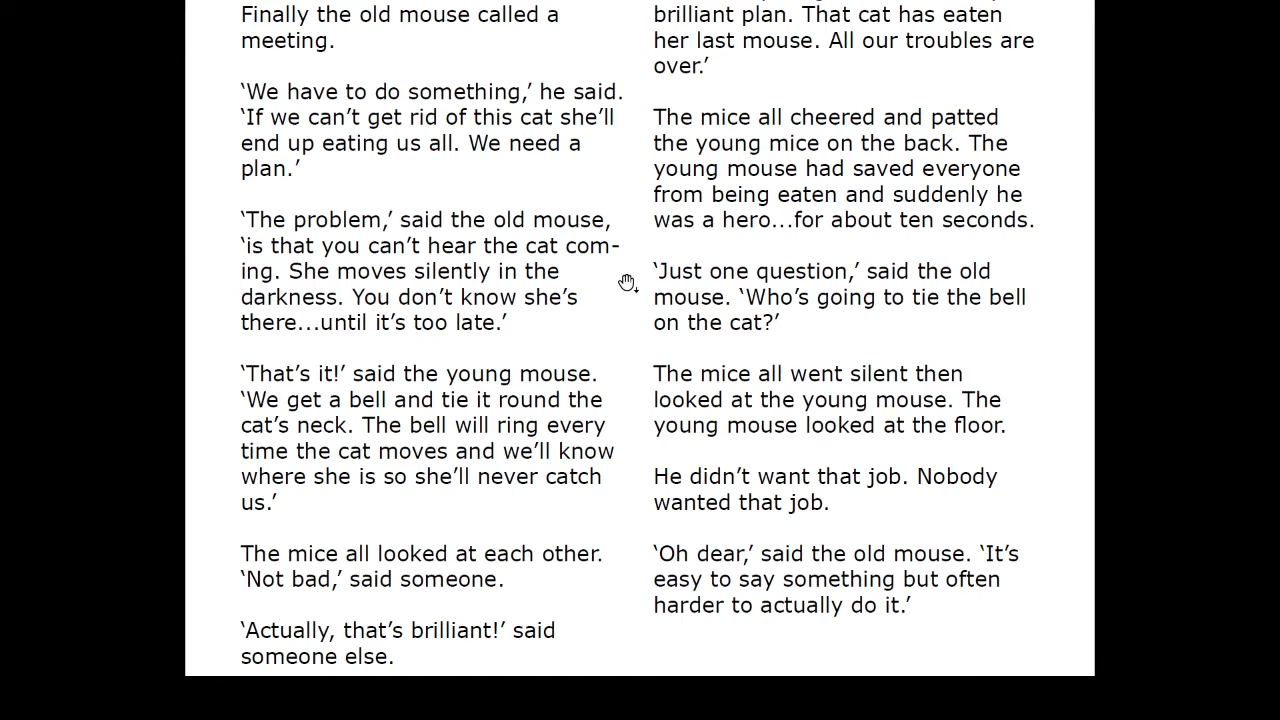 Finally the old mouse called a
meeting.
‘We have to do something,’ he said.
‘If we can’t get rid of this cat she’ll
end up eating us all. We need a
plan.’
‘The problem,’ said the old mouse,
‘is that you can’t hear the cat com-
ing. She moves silently in the
darkness. You don’t know she’s
there...until it’s too late.’
‘That’s it!’ said the young mouse.
‘We get a bell and tie it round the
cat’s neck. The bell will ring every
time the cat moves and we’ll know
where she is so she’ll never catch
us.’
The mice all looked at each other.
‘Not bad,’ said someone.
‘Actually, that’s brilliant!’ said
someone else.
brilliant plan. That cat has eaten
her last mouse. All our troubles are
over.’
The mice all cheered and patted
the young mice on the back. The
young mouse had saved everyone
from being eaten and suddenly he
was a hero...for about ten seconds.
‘Just one question,’ said the old
mouse. ‘Who’s going to tie the bell
on the cat?’
The mice all went silent then
looked at the young mouse. The
young mouse looked at the floor.
He didn’t want that job. Nobody
wanted that job.
‘Oh dear,’ said the old mouse. ‘It’s
easy to say something but often
harder to actually do it.’